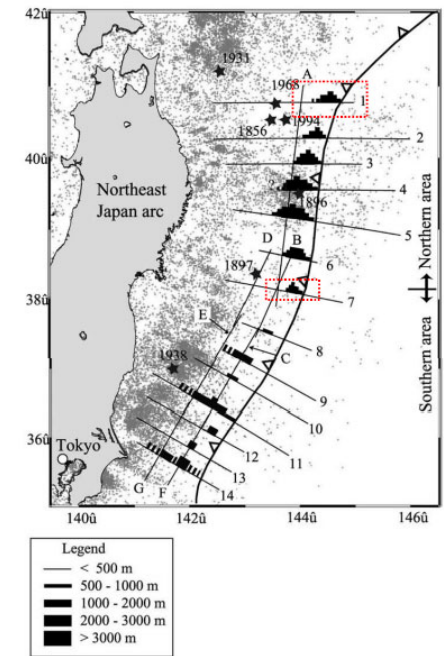 42û
1931
A
1968
1
1856
1994
2
40û
3
Northeast
Japan arc
?
4
1896
5
D
B
1897
6
38û
7
Northern area
Southern area
E
8
C
9
1938
10
36û
Tokyo
12
11
13
G
F
14
140û
142û
144û
146û
Legend
< 500 m
500 - 1000 m
1000 - 2000 m
2000 - 3000 m
> 3000 m